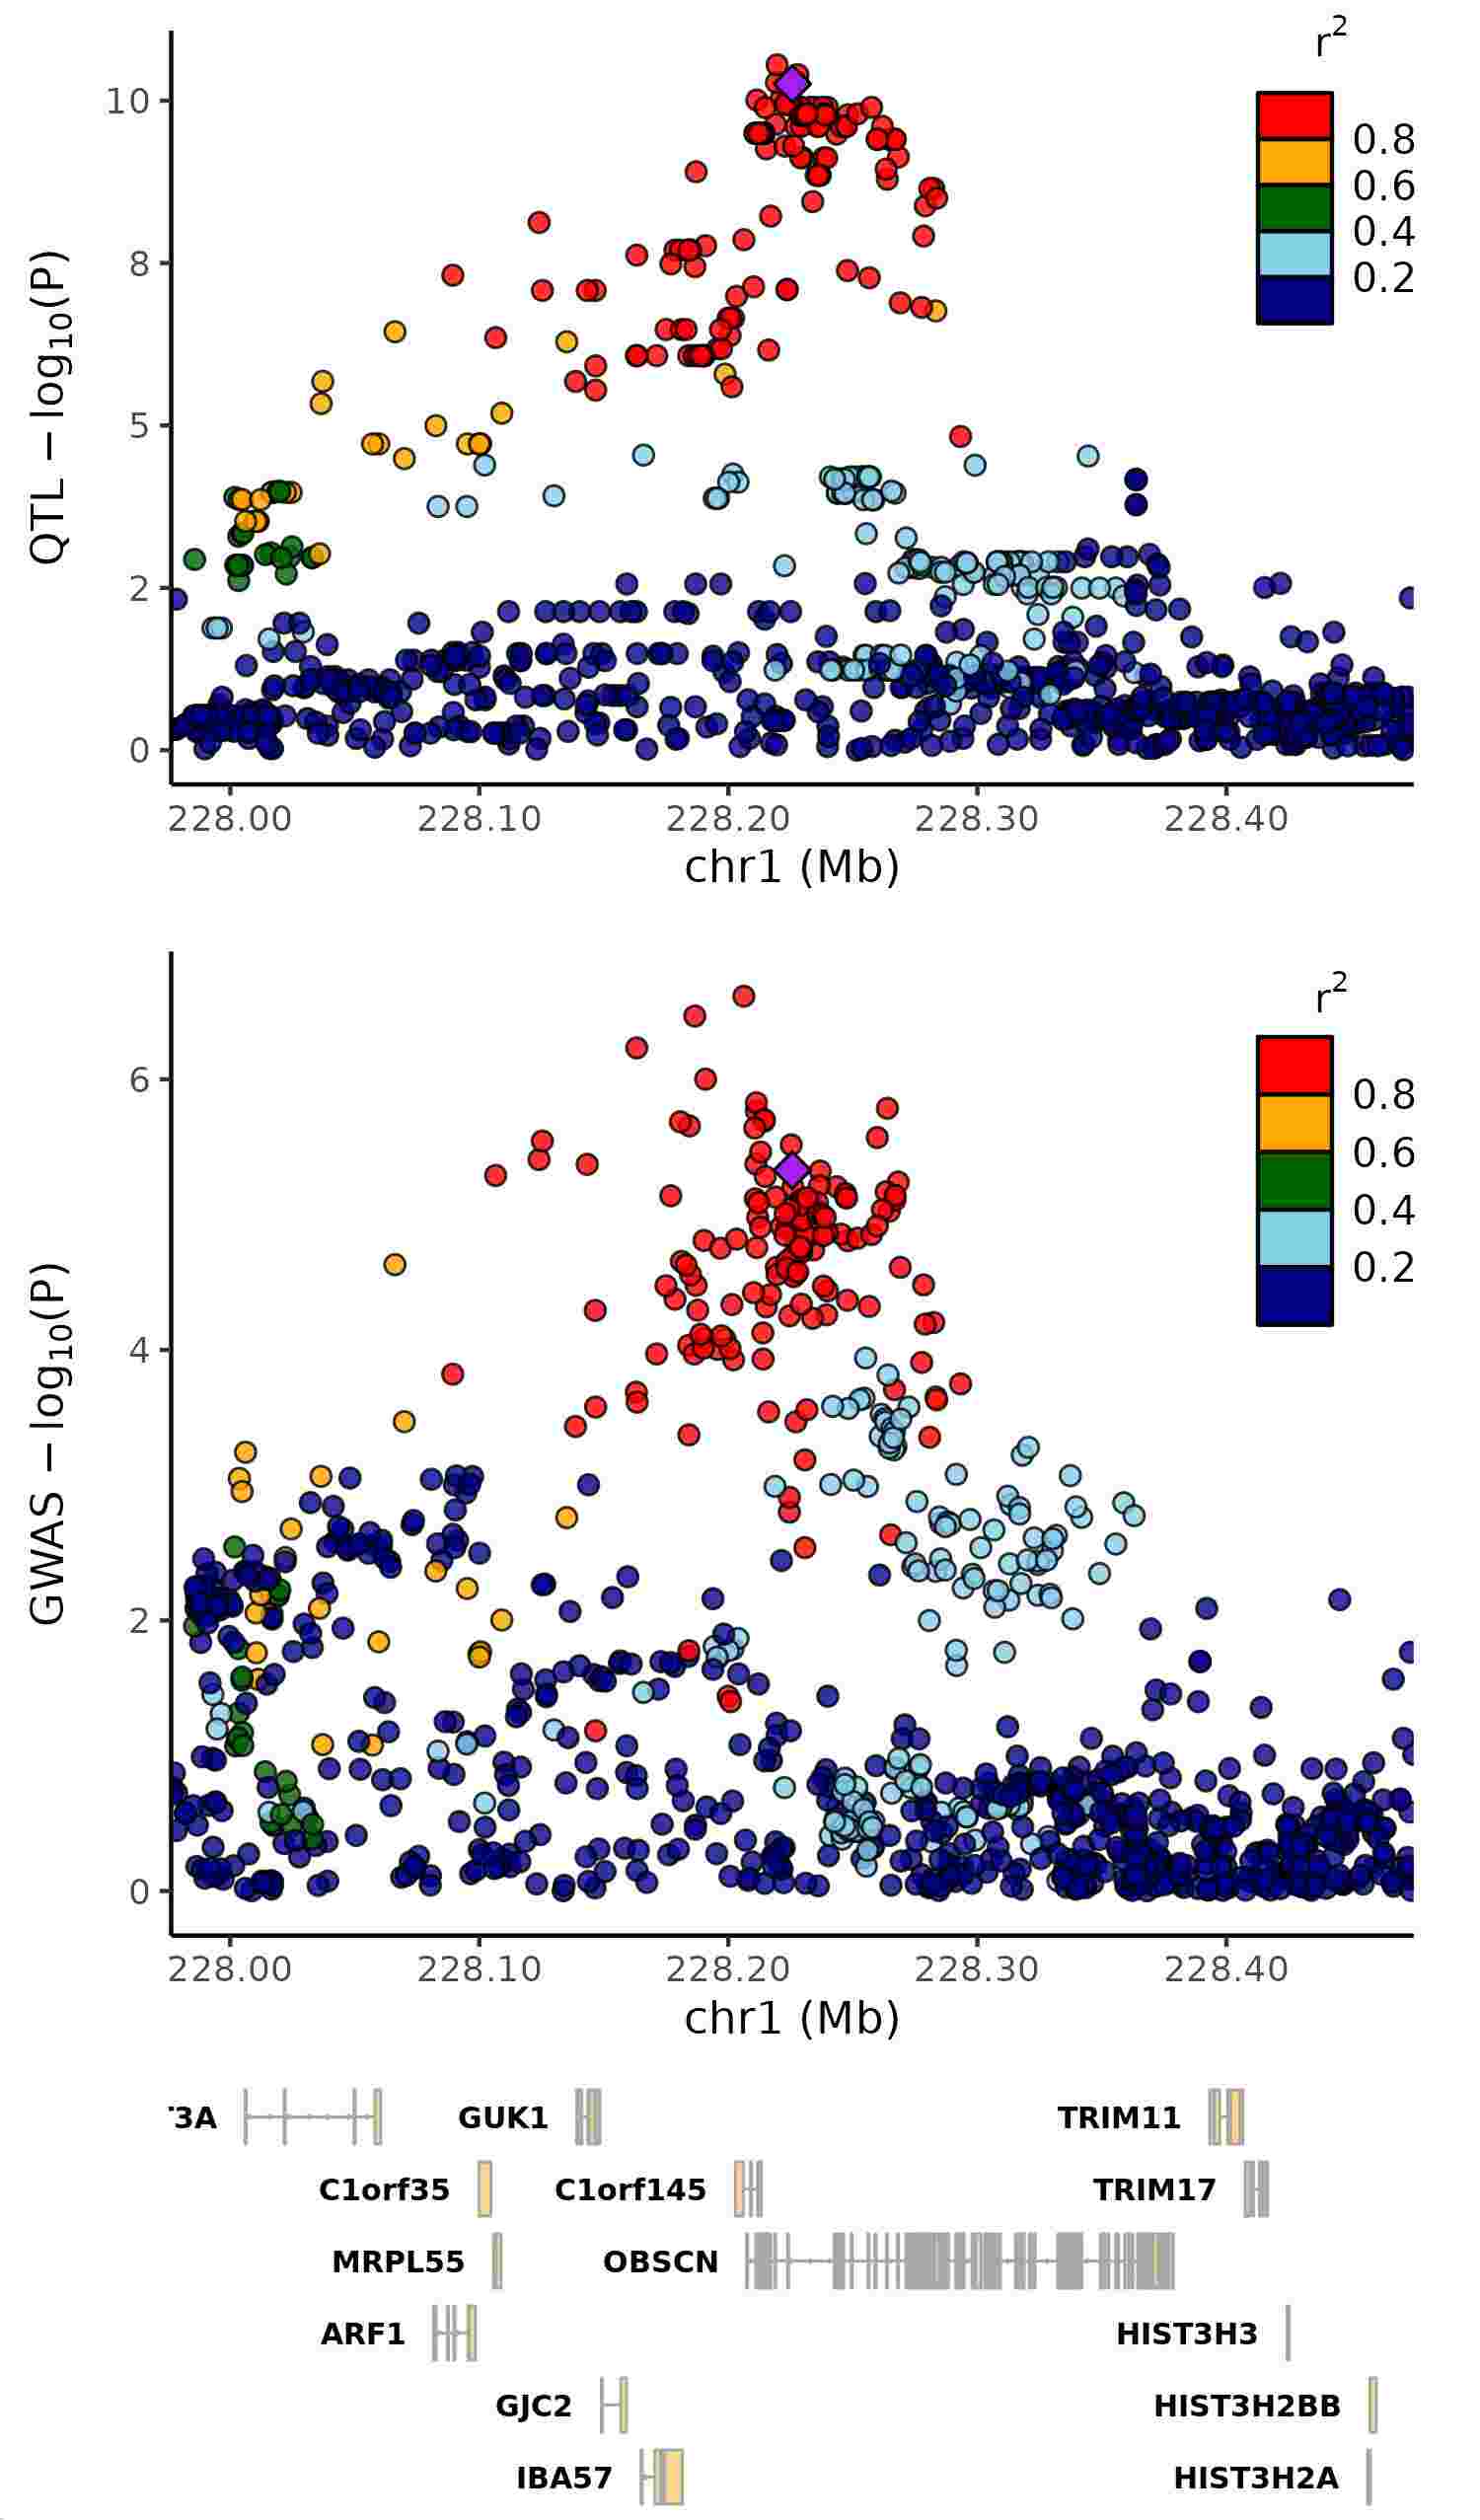 r2
10
8
5
2
0
QTL − log10(P)
0.8
0.6
0.4
0.2
228.00 228.10 228.20 228.30 228.40
chr1 (Mb)
r2
6
4
2
0
GWAS − log10(P)
0.8
0.6
0.4
0.2
228.00 228.10 228.20 228.30 228.40
chr1 (Mb)
3A GUK1 TRIM11
C1orf35 C1orf145 TRIM17
MRPL55 OBSCN
ARF1 HIST3H3
GJC2 HIST3H2BB
IBA57 HIST3H2A